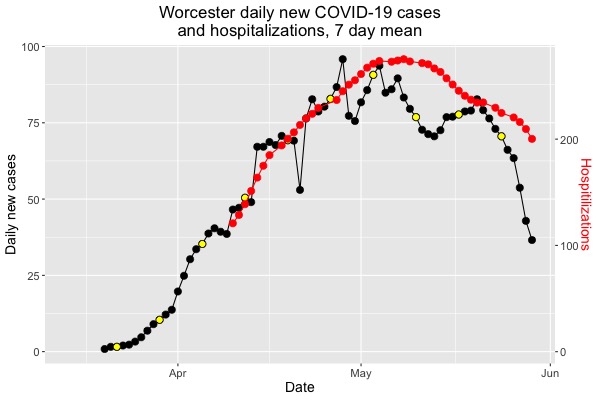 Worcester daily new COVID-19 cases
and hospitalizations, 7 day mean
100
75
50
25
0
Daily new cases
200
100
0
Hospitilizations
Apr
May
Jun
Date